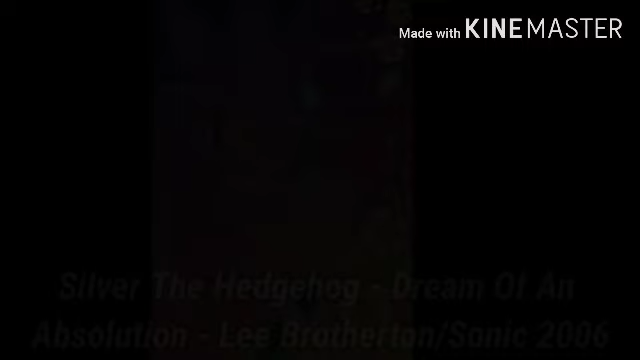 Made with KINEMASTER
Silver The Hedgehog - Dream Of An
Absolution - Lee Brotherton/Sonic 2006